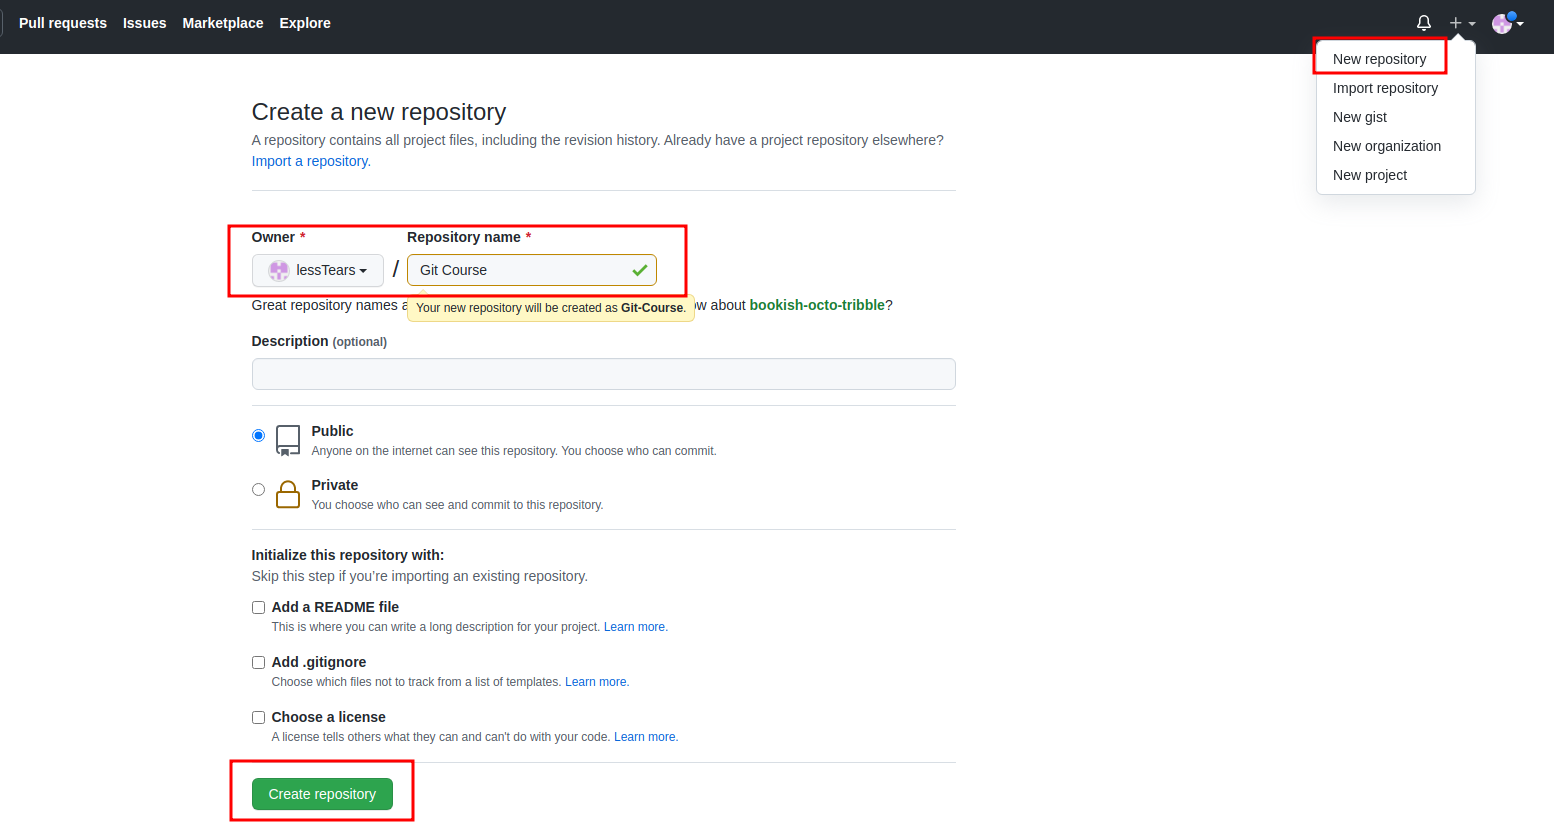 Pull requests Issues Marketplace Explore
New repository
Import repository
New gist
New organization
New project
Create a new repository
A repository contains all project files, including the revision history. Already have a project repository elsewhere?
Import a repository.
Owner * Repository name *
lessTears / Git Course
Great repository names about bookish-octo-tribble?
Your new repository will be created as Git-Course.
Description (optional)
Public
Anyone on the internet can see this repository. You choose who can commit.
Private
You choose who can see and commit to this repository.
Initialize this repository with:
Skip this step if you’re importing an existing repository.
Add a README file
This is where you can write a long description for your project. Learn more.
Add .gitignore
Choose which files not to track from a list of templates. Learn more.
Choose a license
A license tells others what they can and can't do with your code. Learn more.
Create repository